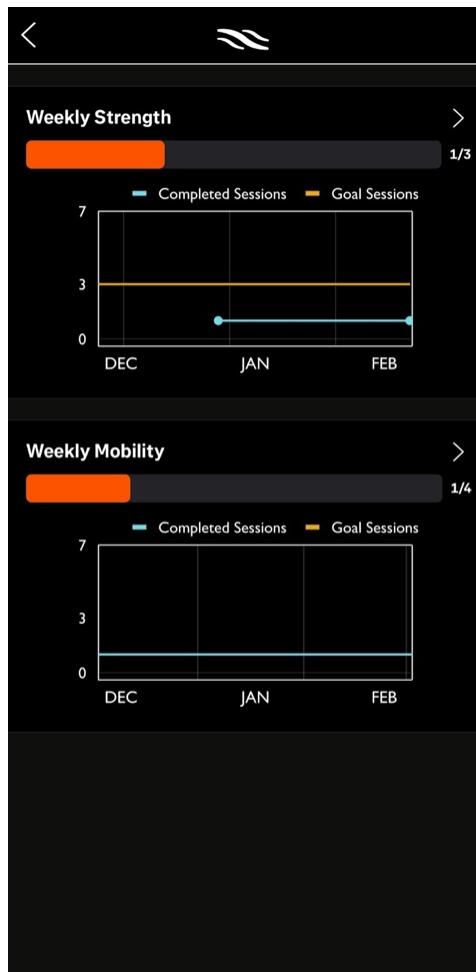 Weekly Strength
1/3
Completed Sessions Goal Sessions
7
3
0
DEC JAN FEB
Weekly Mobility
1/4
Completed Sessions Goal Sessions
7
3
0
DEC JAN FEB